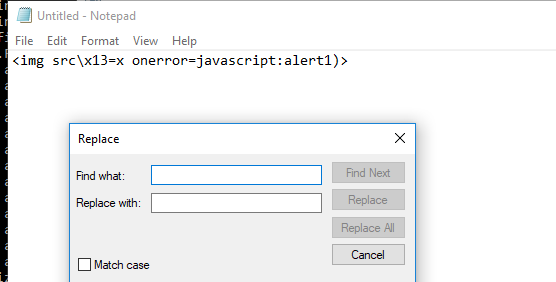 Untitled - Notepad
File Edit Format View Help
<img src\x13=x onerror=javascript:alert1)>
Replace
Find what:
Find Next
Replace with:
Replace
Replace All
Cancel
Match case